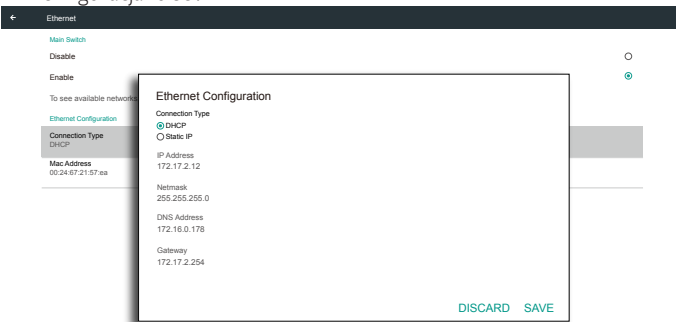 Ethernet
Main Switch
Disable
Enable
To see available networks
Ethernet Configuration
Connection Type
DHCP
Mac Address
00:24:67:21:57:ea
Ethernet Configuration
Connection Type
DHCP
Static IP
IP Address
172.17.2.12
Netmask
255.255.255.0
DNS Address
172.16.0.178
Gateway
172.17.2.254
DISCARD SAVE